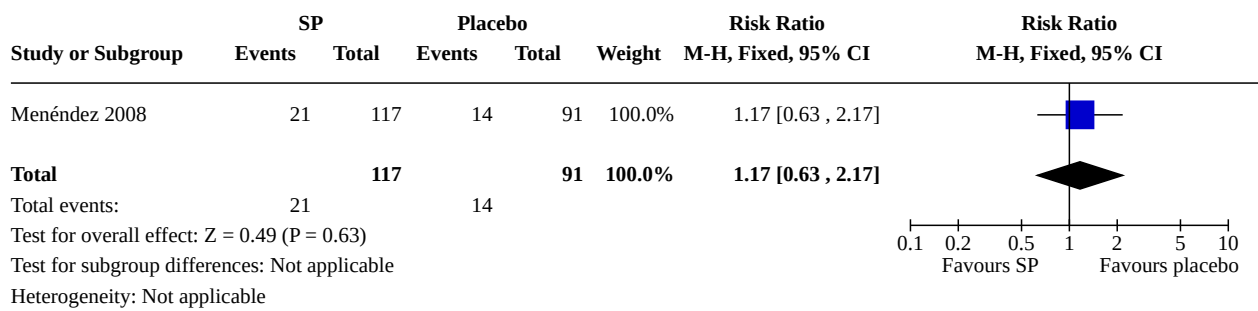 SP Placebo Risk Ratio Risk Ratio
Study or Subgroup Events Total Events Total Weight M-H, Fixed, 95% CI M-H, Fixed, 95% CI
Menéndez 2008 21 117 14 91 100.0% 1.17 [0.63 , 2.17]
Total 117 91 100.0% 1.17 [0.63 , 2.17]
Total events: 21 14
Test for overall effect: Z = 0.49 (P = 0.63)
0.1 0.2 0.5 1 2 5 10
Test for subgroup differences: Not applicable Favours SP Favours placebo
Heterogeneity: Not applicable